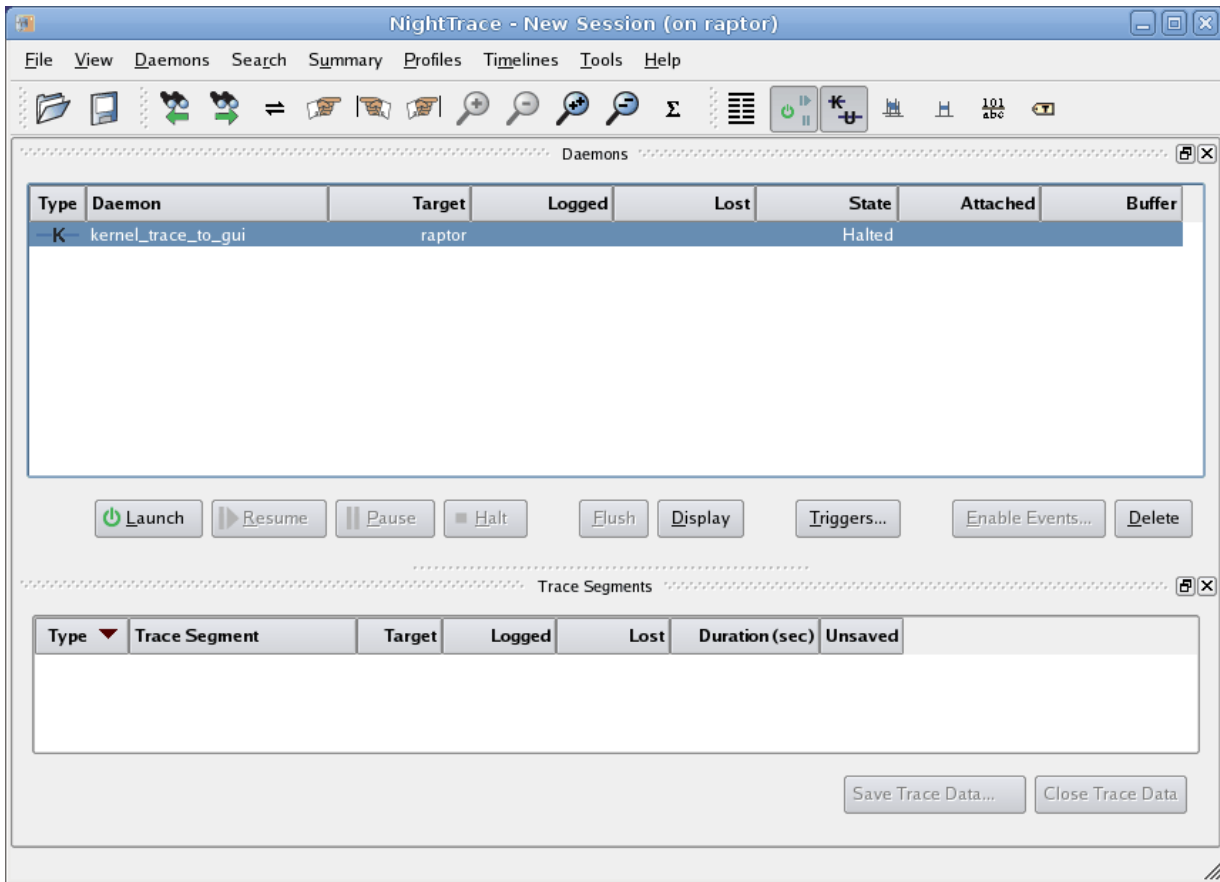 NightTrace - New Session (on raptor)
File View Daemons Search Summary Profiles Timelines Tools Help
Σ K U H 101 abc T
Daemons
Type Daemon Target Logged Lost State Attached Buffer
K kernel_trace_to_gui raptor Halted
Launch Resume Pause Halt Flush Display Triggers... Enable Events... Delete
Trace Segments
Type Trace Segment Target Logged Lost Duration (sec) Unsaved
Save Trace Data... Close Trace Data